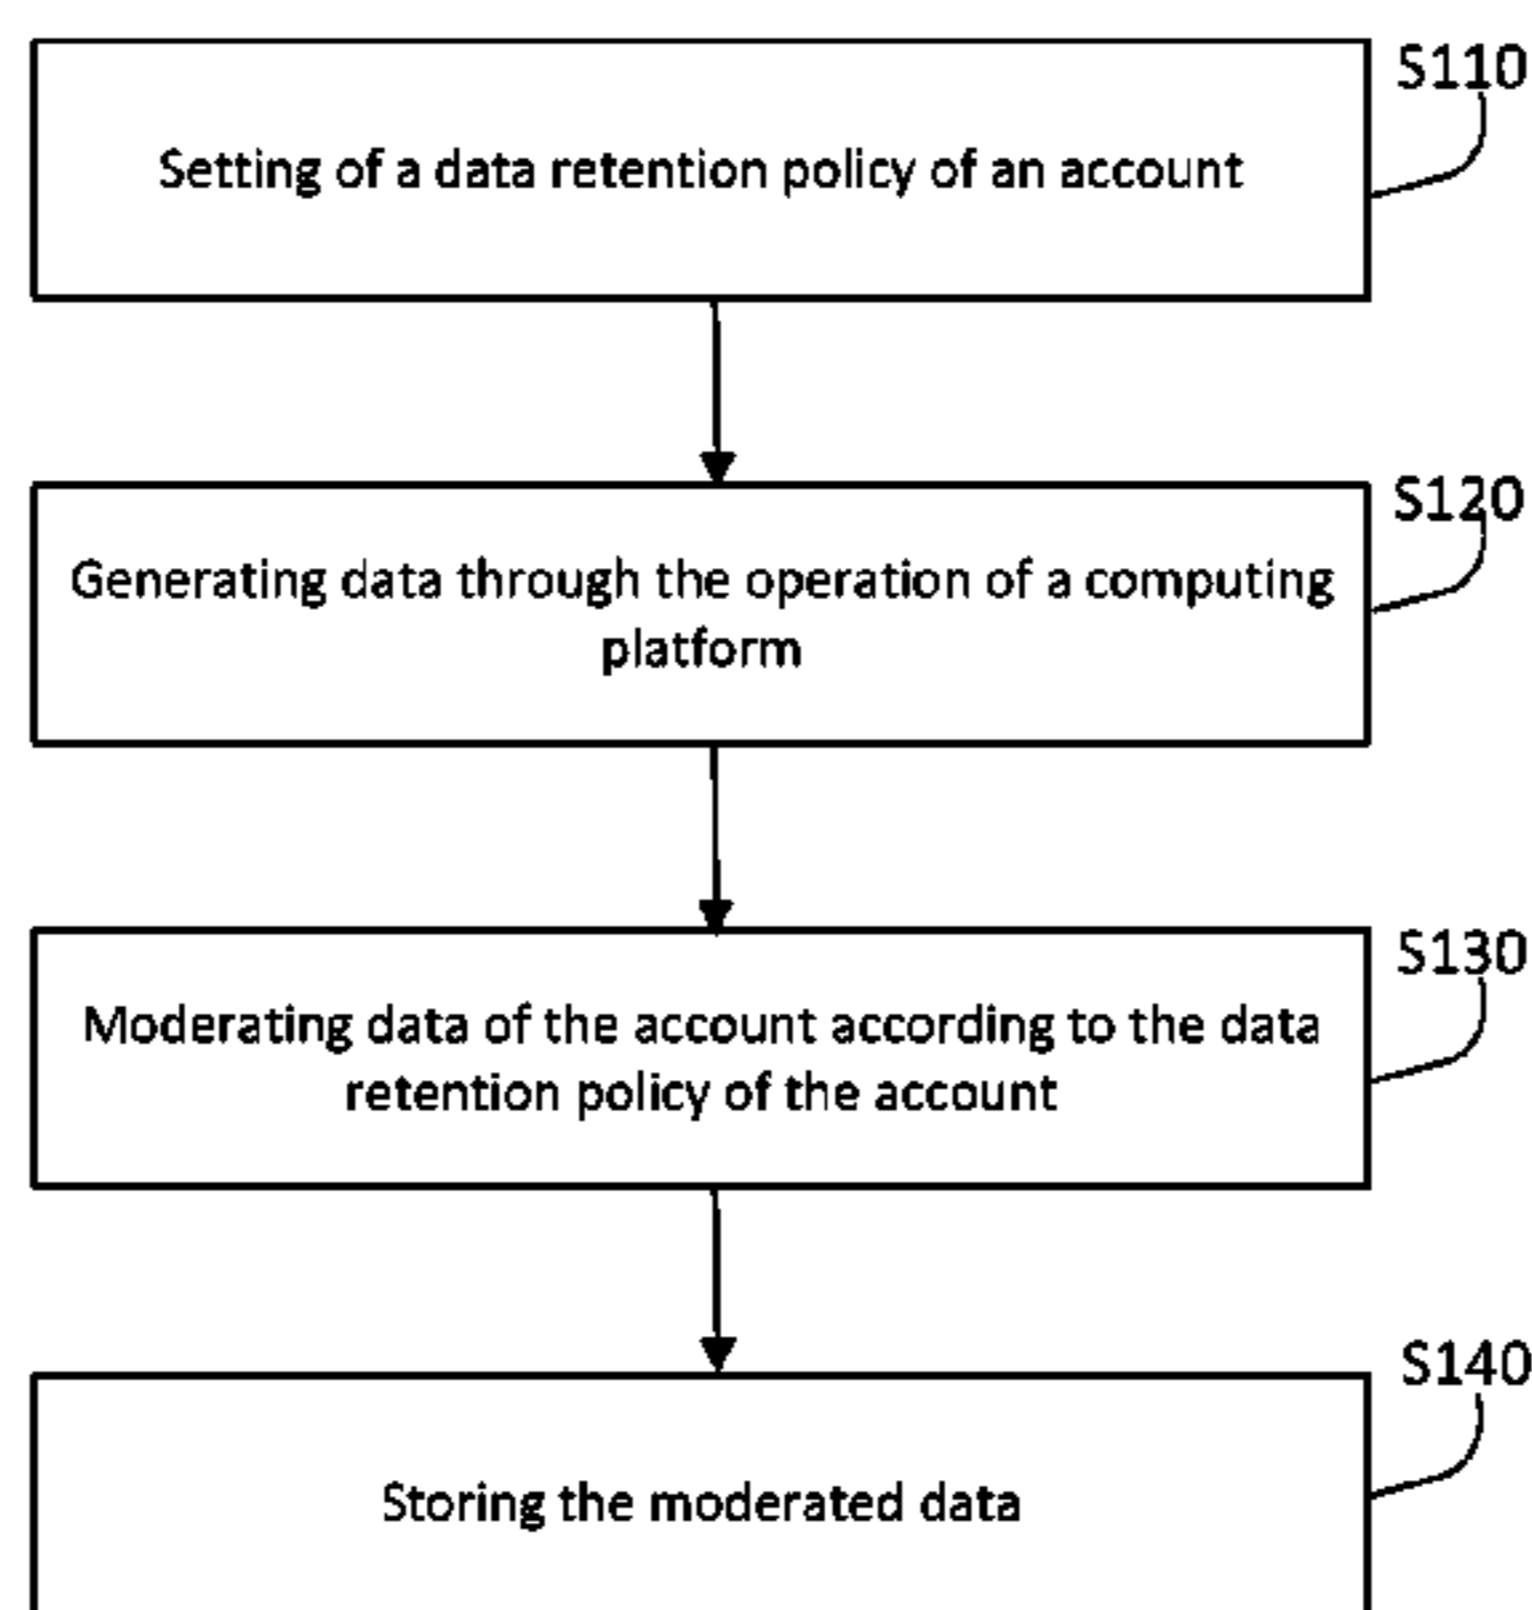 S110
Setting of a data retention policy of an account
S120
Generating data through the operation of a computing
platform
S130
Moderating data of the account according to the data
retention policy of the account
S140
Storing the moderated data